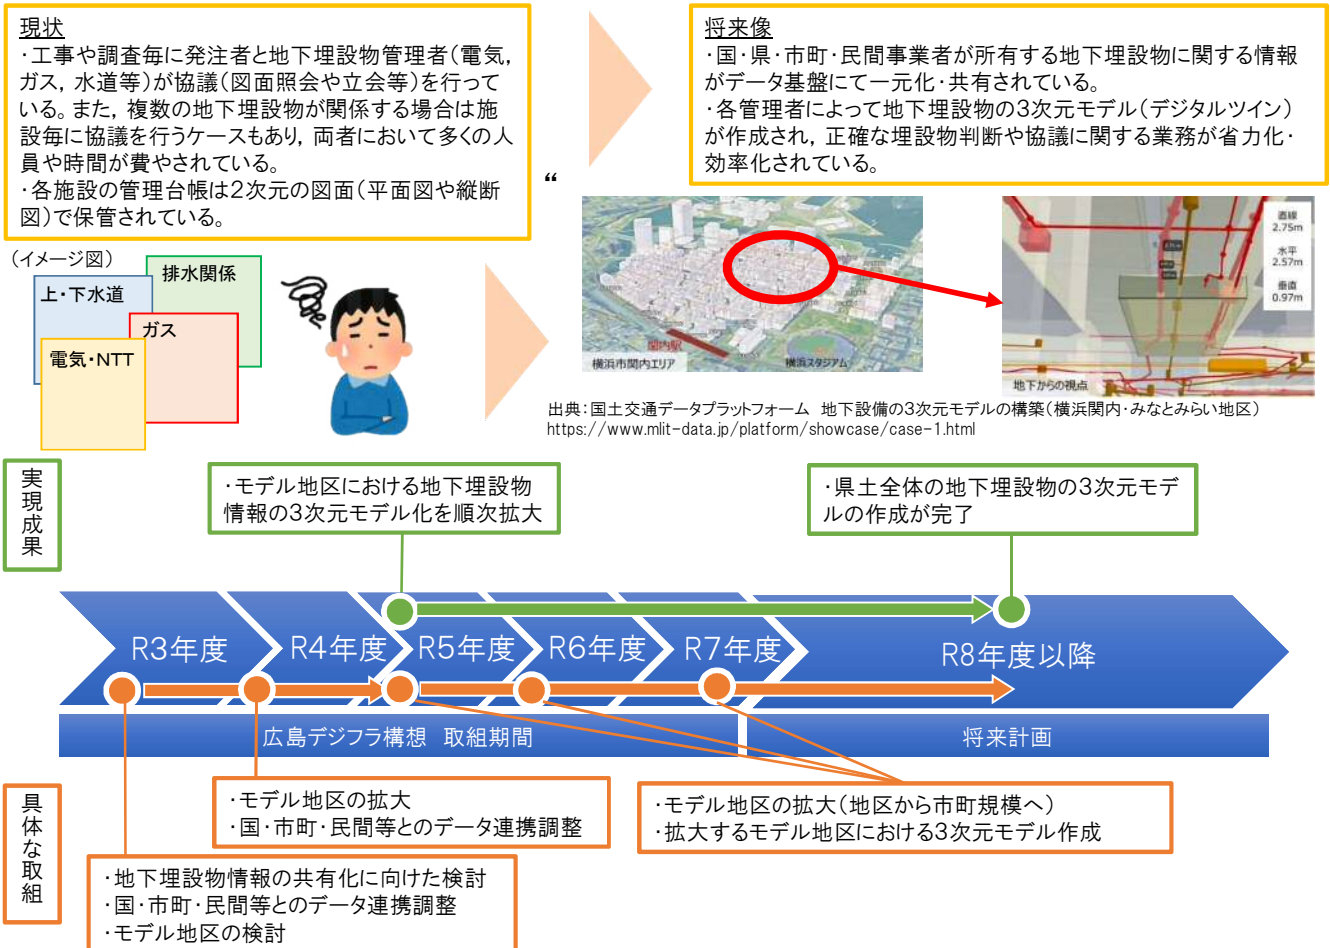 現状
・工事や調査毎に発注者と地下埋設物管理者(電気,
ガス, 水道等)が協議(図面照会や立会等)を行って
いる。また, 複数の地下埋設物が関係する場合は施
設毎に協議を行うケースもあり, 両者において多くの人
員や時間が費やされている。
・各施設の管理台帳は2次元の図面(平面図や縦断
図)で保管されている。
“
将来像
・国・県・市町・民間事業者が所有する地下埋設物に関する情報
がデータ基盤にて一元化・共有されている。
・各管理者によって地下埋設物の3次元モデル(デジタルツイン)
が作成され, 正確な埋設物判断や協議に関する業務が省力化・
効率化されている。
(イメージ図)
上・下水道
排水関係
ガス
電気・NTT
関内駅
横浜市関内エリア
横浜スタジアム
直線
2.75m
水平
2.57m
垂直
0.97m
地下からの視点
出典:国土交通データプラットフォーム 地下設備の3次元モデルの構築(横浜関内・みなとみらい地区)
https://www.mlit-data.jp/platform/showcase/case-1.html
実現成果
・モデル地区における地下埋設物
情報の3次元モデル化を順次拡大
・県土全体の地下埋設物の3次元モデ
ルの作成が完了
R3年度
R4年度
R5年度
R6年度
R7年度
R8年度以降
広島デジフラ構想 取組期間
将来計画
具体な取組
・モデル地区の拡大
・国・市町・民間等とのデータ連携調整
・モデル地区の拡大(地区から市町規模へ)
・拡大するモデル地区における3次元モデル作成
・地下埋設物情報の共有化に向けた検討
・国・市町・民間等とのデータ連携調整
・モデル地区の検討